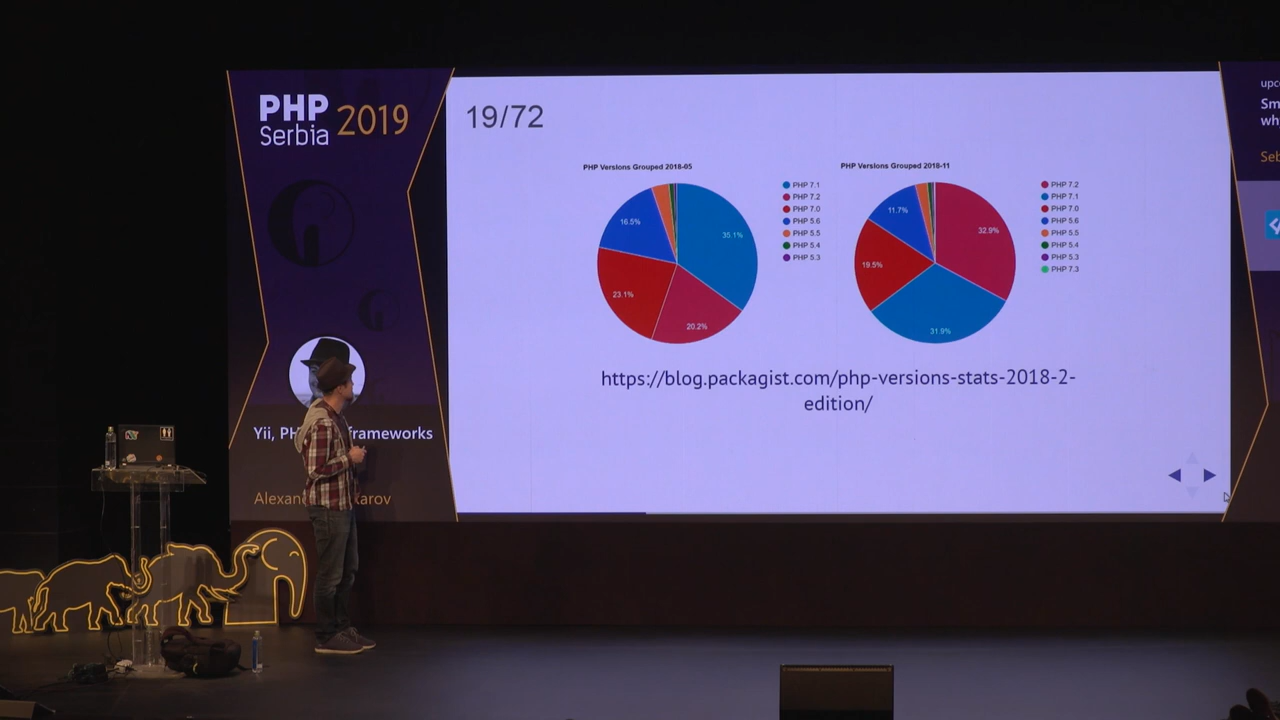 PHP
Serbia
2019
19/72
PHP Versions Grouped 2018-05
35.1%
20.2%
23.1%
16.5%
PHP 7.1
PHP 7.2
PHP 7.0
PHP 5.6
PHP 5.5
PHP 5.4
PHP 5.3
PHP Versions Grouped 2018-11
32.9%
31.9%
19.5%
11.7%
PHP 7.2
PHP 7.1
PHP 7.0
PHP 5.6
PHP 5.5
PHP 5.4
PHP 5.3
PHP 7.3
https://blog.packagist.com/php-versions-stats-2018-2-
edition/
Yii, frameworks